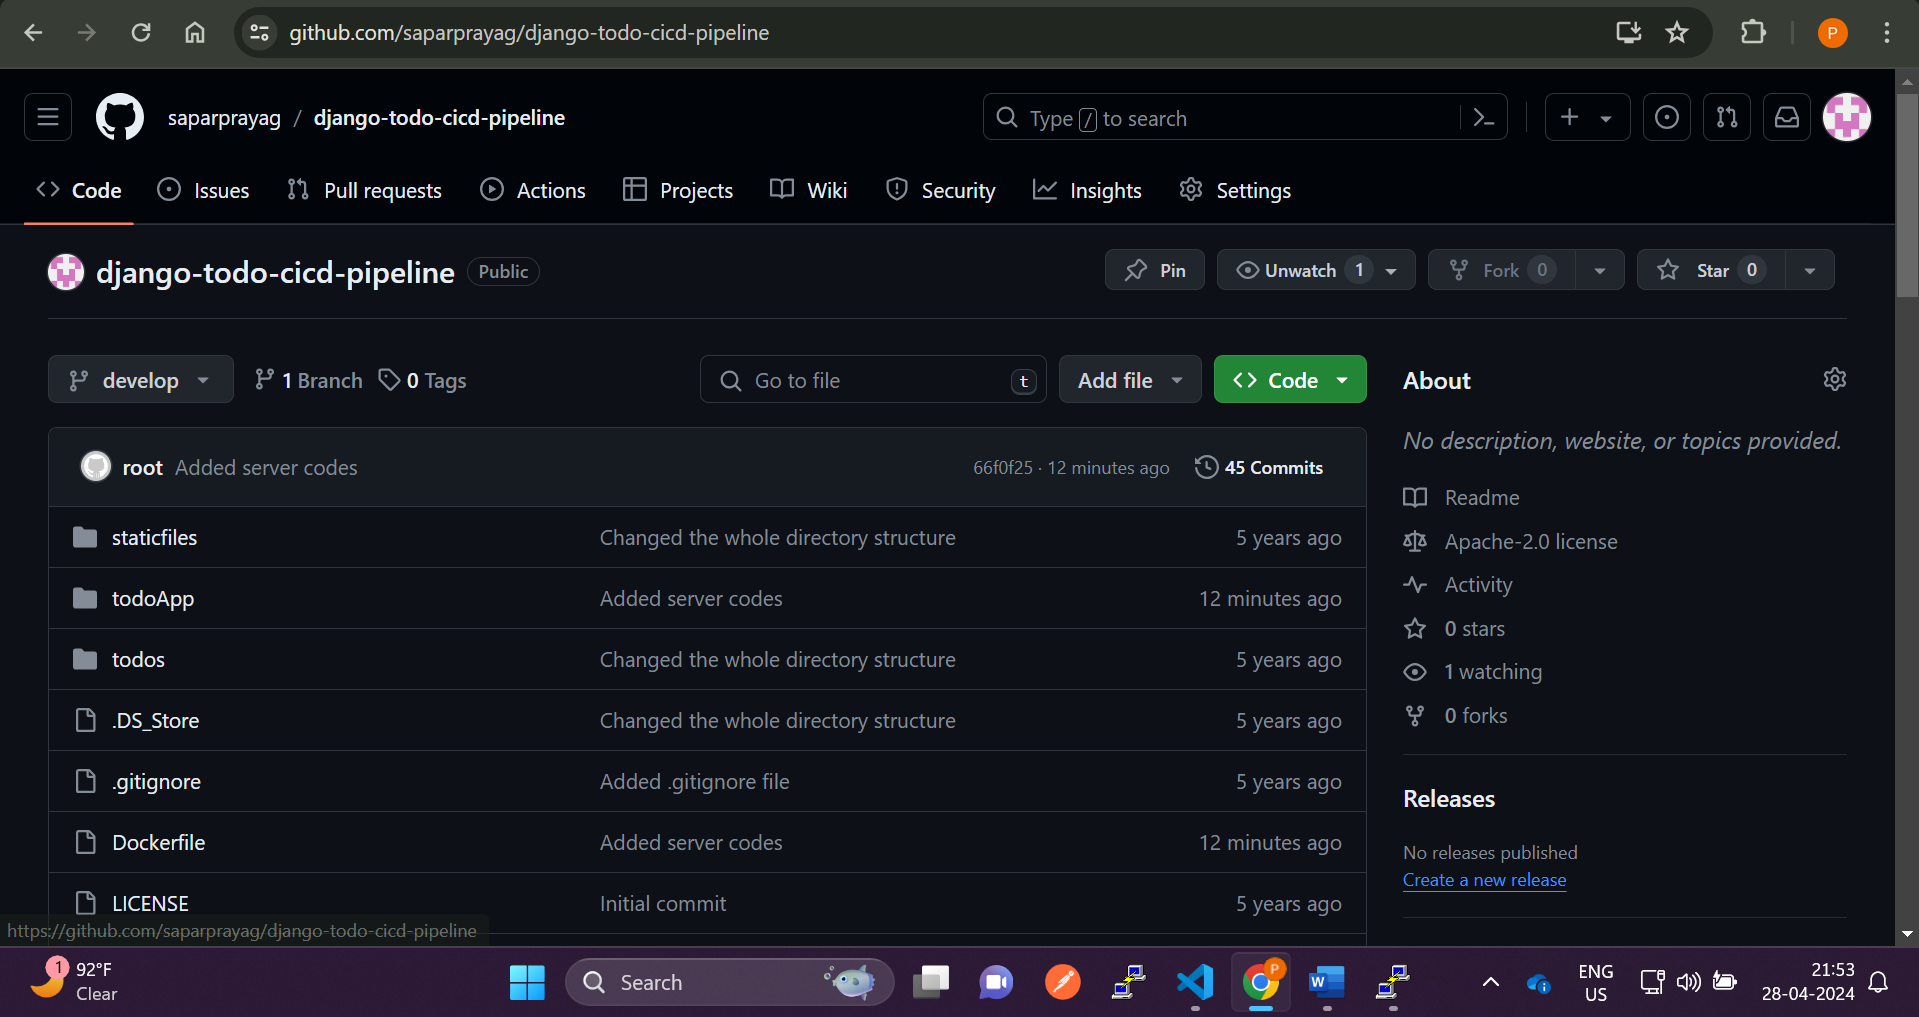 github.com/saparprayag/django-todo-cicd-pipeline
P
saparprayag / django-todo-cicd-pipeline
Type / to search
Code Issues Pull requests Actions Projects Wiki Security Insights Settings
django-todo-cicd-pipeline Public
Pin Unwatch 1 Fork 0 Star 0
develop 1 Branch 0 Tags
Go to file t Add file Code
root Added server codes 66f0f25 · 12 minutes ago 45 Commits
staticfiles Changed the whole directory structure 5 years ago
todoApp Added server codes 12 minutes ago
todos Changed the whole directory structure 5 years ago
.DS_Store Changed the whole directory structure 5 years ago
.gitignore Added .gitignore file 5 years ago
Dockerfile Added server codes 12 minutes ago
LICENSE Initial commit 5 years ago
About
No description, website, or topics provided.
Readme
Apache-2.0 license
Activity
0 stars
1 watching
0 forks
Releases
No releases published
Create a new release
https://github.com/saparprayag/django-todo-cicd-pipeline
1
92°F
Clear
Search
P
W
ENG
US
21:53
28-04-2024